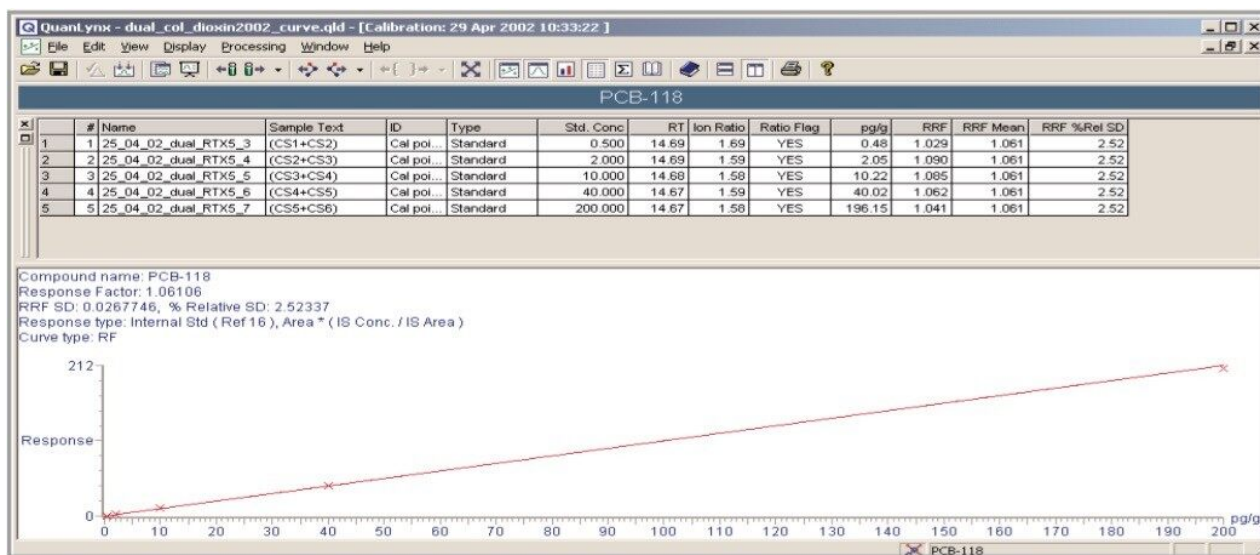 QuanLynx - dual_col_dioxin2002_curve.qld - [Calibration: 29 Apr 2002 10:33:22 ]
File Edit View Display Processing Window Help
PCB-118
# Name Sample Text ID Type Std. Conc RT Ion Ratio Ratio Flag pg/g RRF RRF Mean RRF %Rel SD
1 1 25_04_02_dual_RTX5_3 (CS1+CS2) Cal poi... Standard 0.500 14.69 1.69 YES 0.48 1.029 1.061 2.52
2 2 25_04_02_dual_RTX5_4 (CS2+CS3) Cal poi... Standard 2.000 14.69 1.59 YES 2.05 1.090 1.061 2.52
3 3 25_04_02_dual_RTX5_5 (CS3+CS4) Cal poi... Standard 10.000 14.68 1.58 YES 10.22 1.085 1.061 2.52
4 4 25_04_02_dual_RTX5_6 (CS4+CS5) Cal poi... Standard 40.000 14.67 1.59 YES 40.02 1.062 1.061 2.52
5 5 25_04_02_dual_RTX5_7 (CS5+CS6) Cal poi... Standard 200.000 14.67 1.58 YES 196.15 1.041 1.061 2.52
Compound name: PCB-118
Response Factor: 1.06106
RRF SD: 0.0267746, % Relative SD: 2.52337
Response type: Internal Std ( Ref 16 ), Area * ( IS Conc. / IS Area )
Curve type: RF
212
Response
0
0 10 20 30 40 50 60 70 80 90 100 110 120 130 140 150 160 170 180 190 200 pg/g
PCB-118